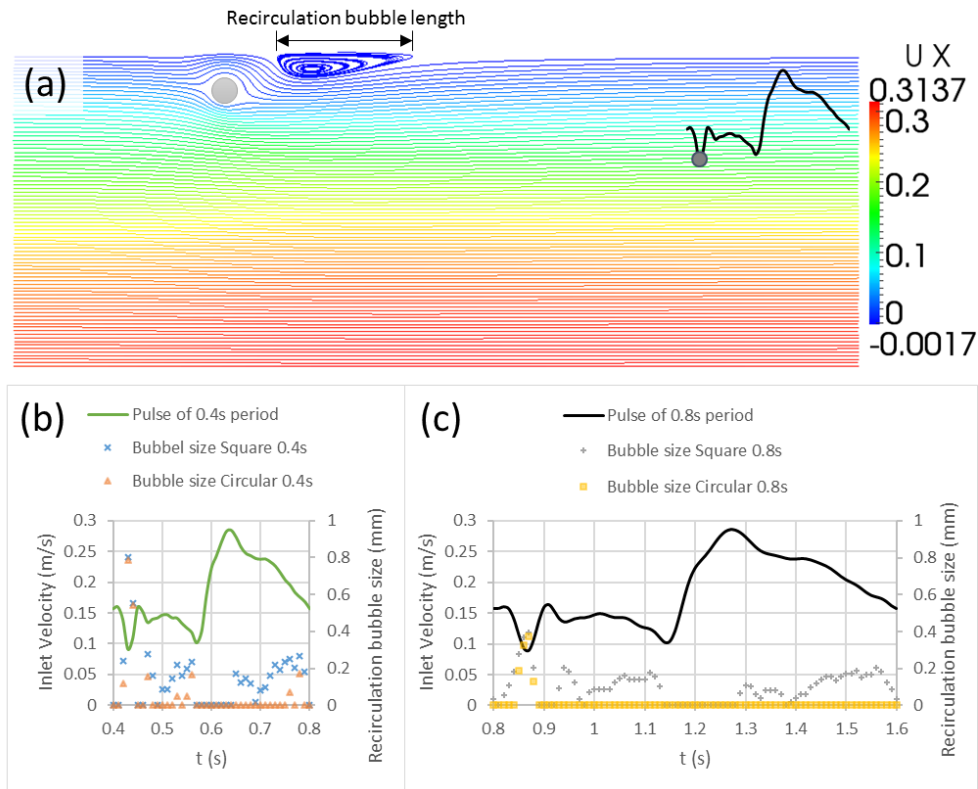 Recirculation bubble length
(a)
U X
0.3137
0.3
0.2
0.1
0
-0.0017
(b)
Pulse of 0.4s period
Bubbel size Square 0.4s
Bubble size Circular 0.4s
Inlet Velocity (m/s)
0.3
0.25
0.2
0.15
0.1
0.05
0
1
0.8
0.6
0.4
0.2
0
Recirculation bubble size (mm)
0.4 0.5 0.6 0.7 0.8
t (s)
(c)
Pulse of 0.8s period
Bubble size Square 0.8s
Bubble size Circular 0.8s
Inlet Velocity (m/s)
0.3
0.25
0.2
0.15
0.1
0.05
0
1
0.8
0.6
0.4
0.2
0
Recirculation bubble size (mm)
0.8 0.9 1 1.1 1.2 1.3 1.4 1.5 1.6
t (s)